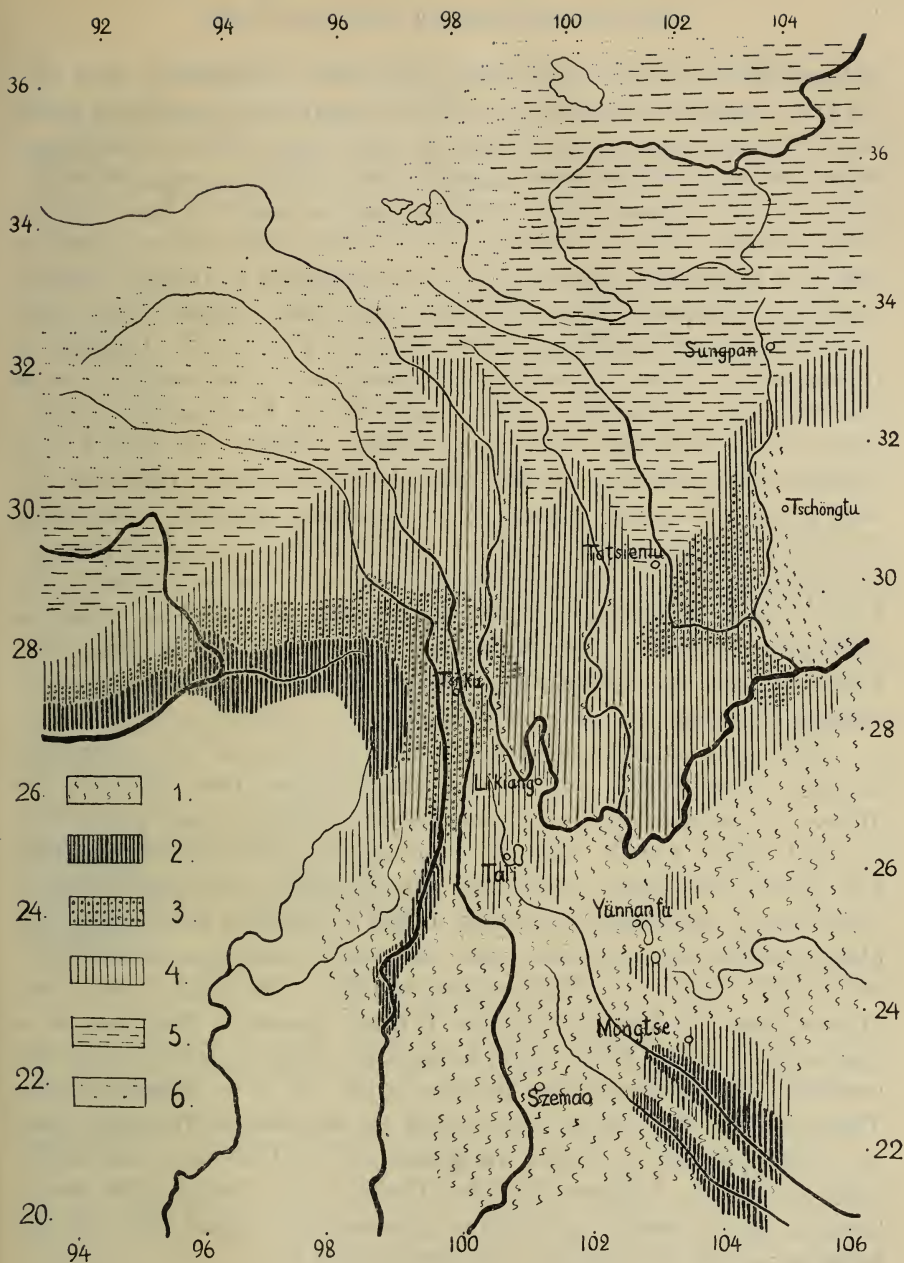 92 94 96 98 100 102 104
36.
.36
34.
.34
Sungpan
32.
.32
30.
Tschöngtu
Tatsienlu
.30
28.
Tseku
.28
26. 1. Likiang
2. .26
Tali
24. 3. Yünnanfu
4. .24
5. Möngtse
22. 6. Szemao
.22
20.
94 96 98 100 102 104 106